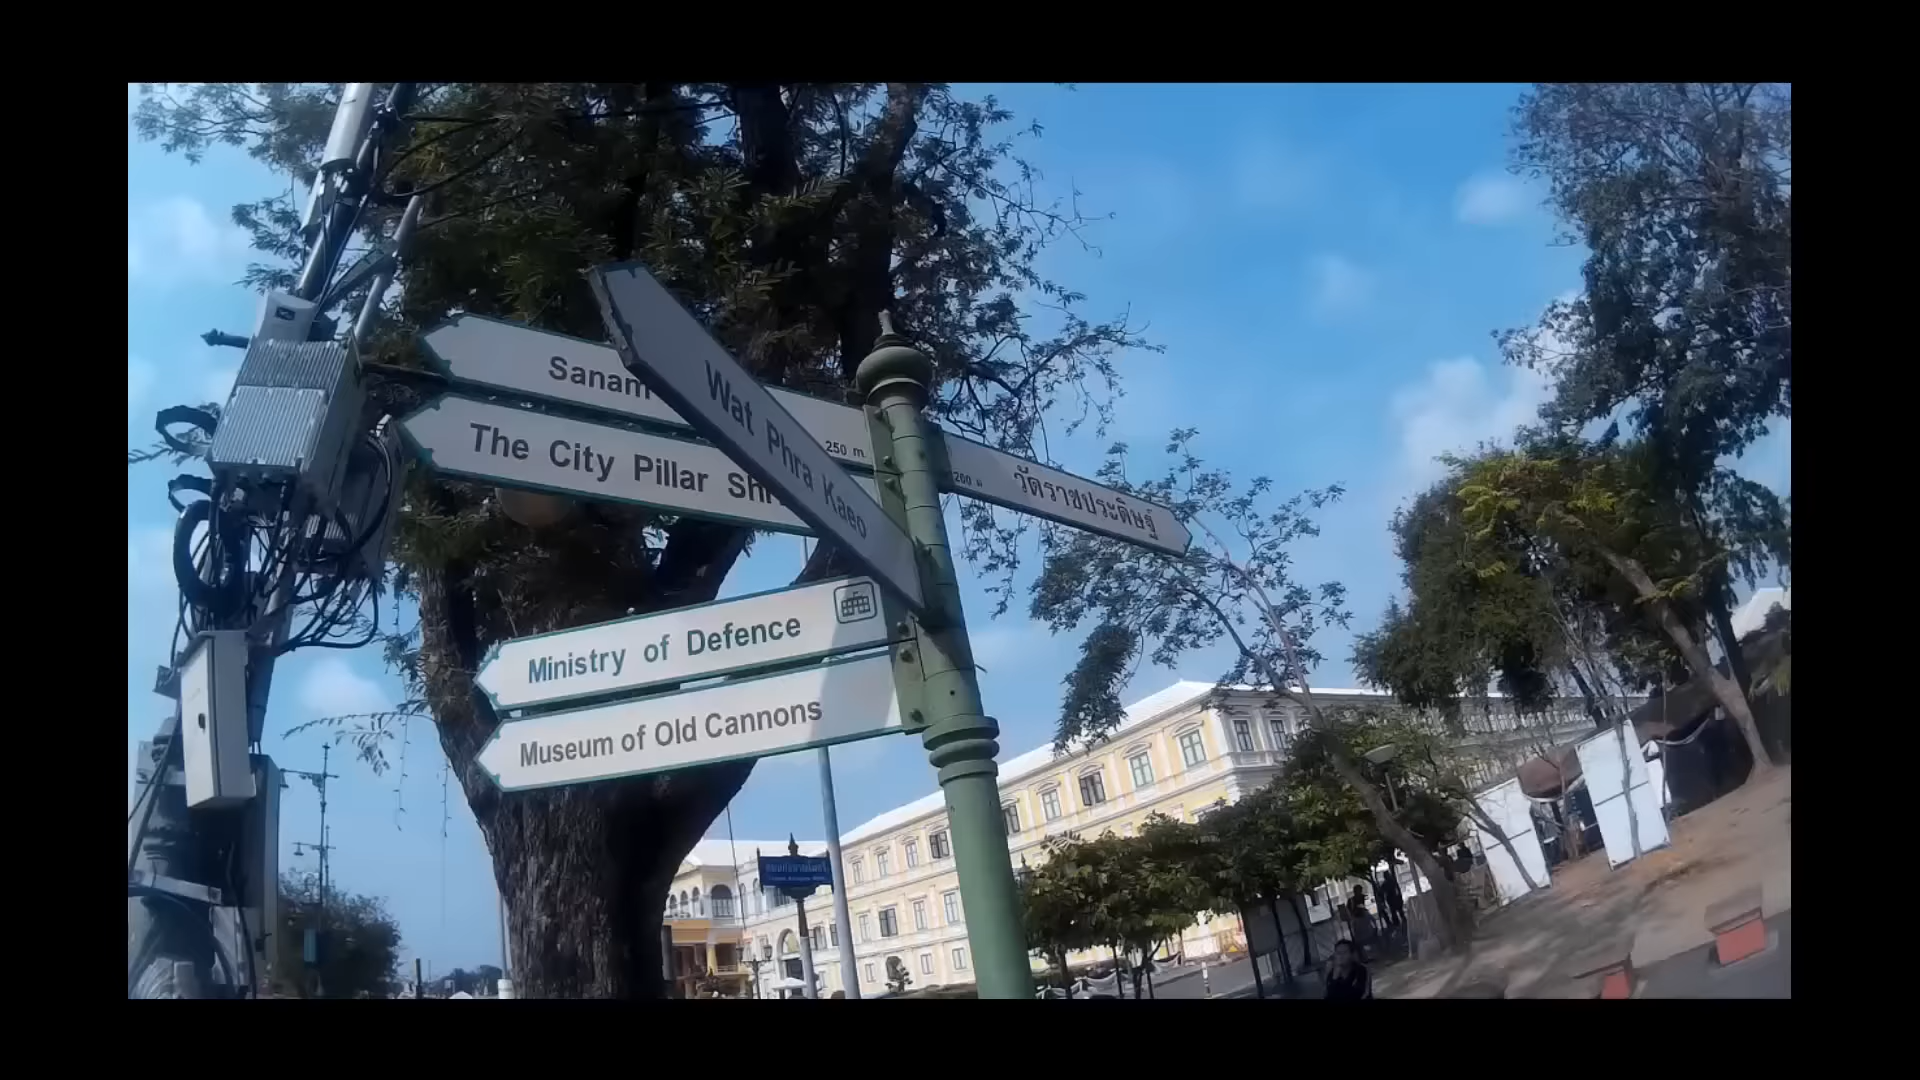 Sanam
250 m.
Wat Phra Kaeo
The City Pillar
200 ม
วัดราชประดิษฐ์
Ministry of Defence
Museum of Old Cannons